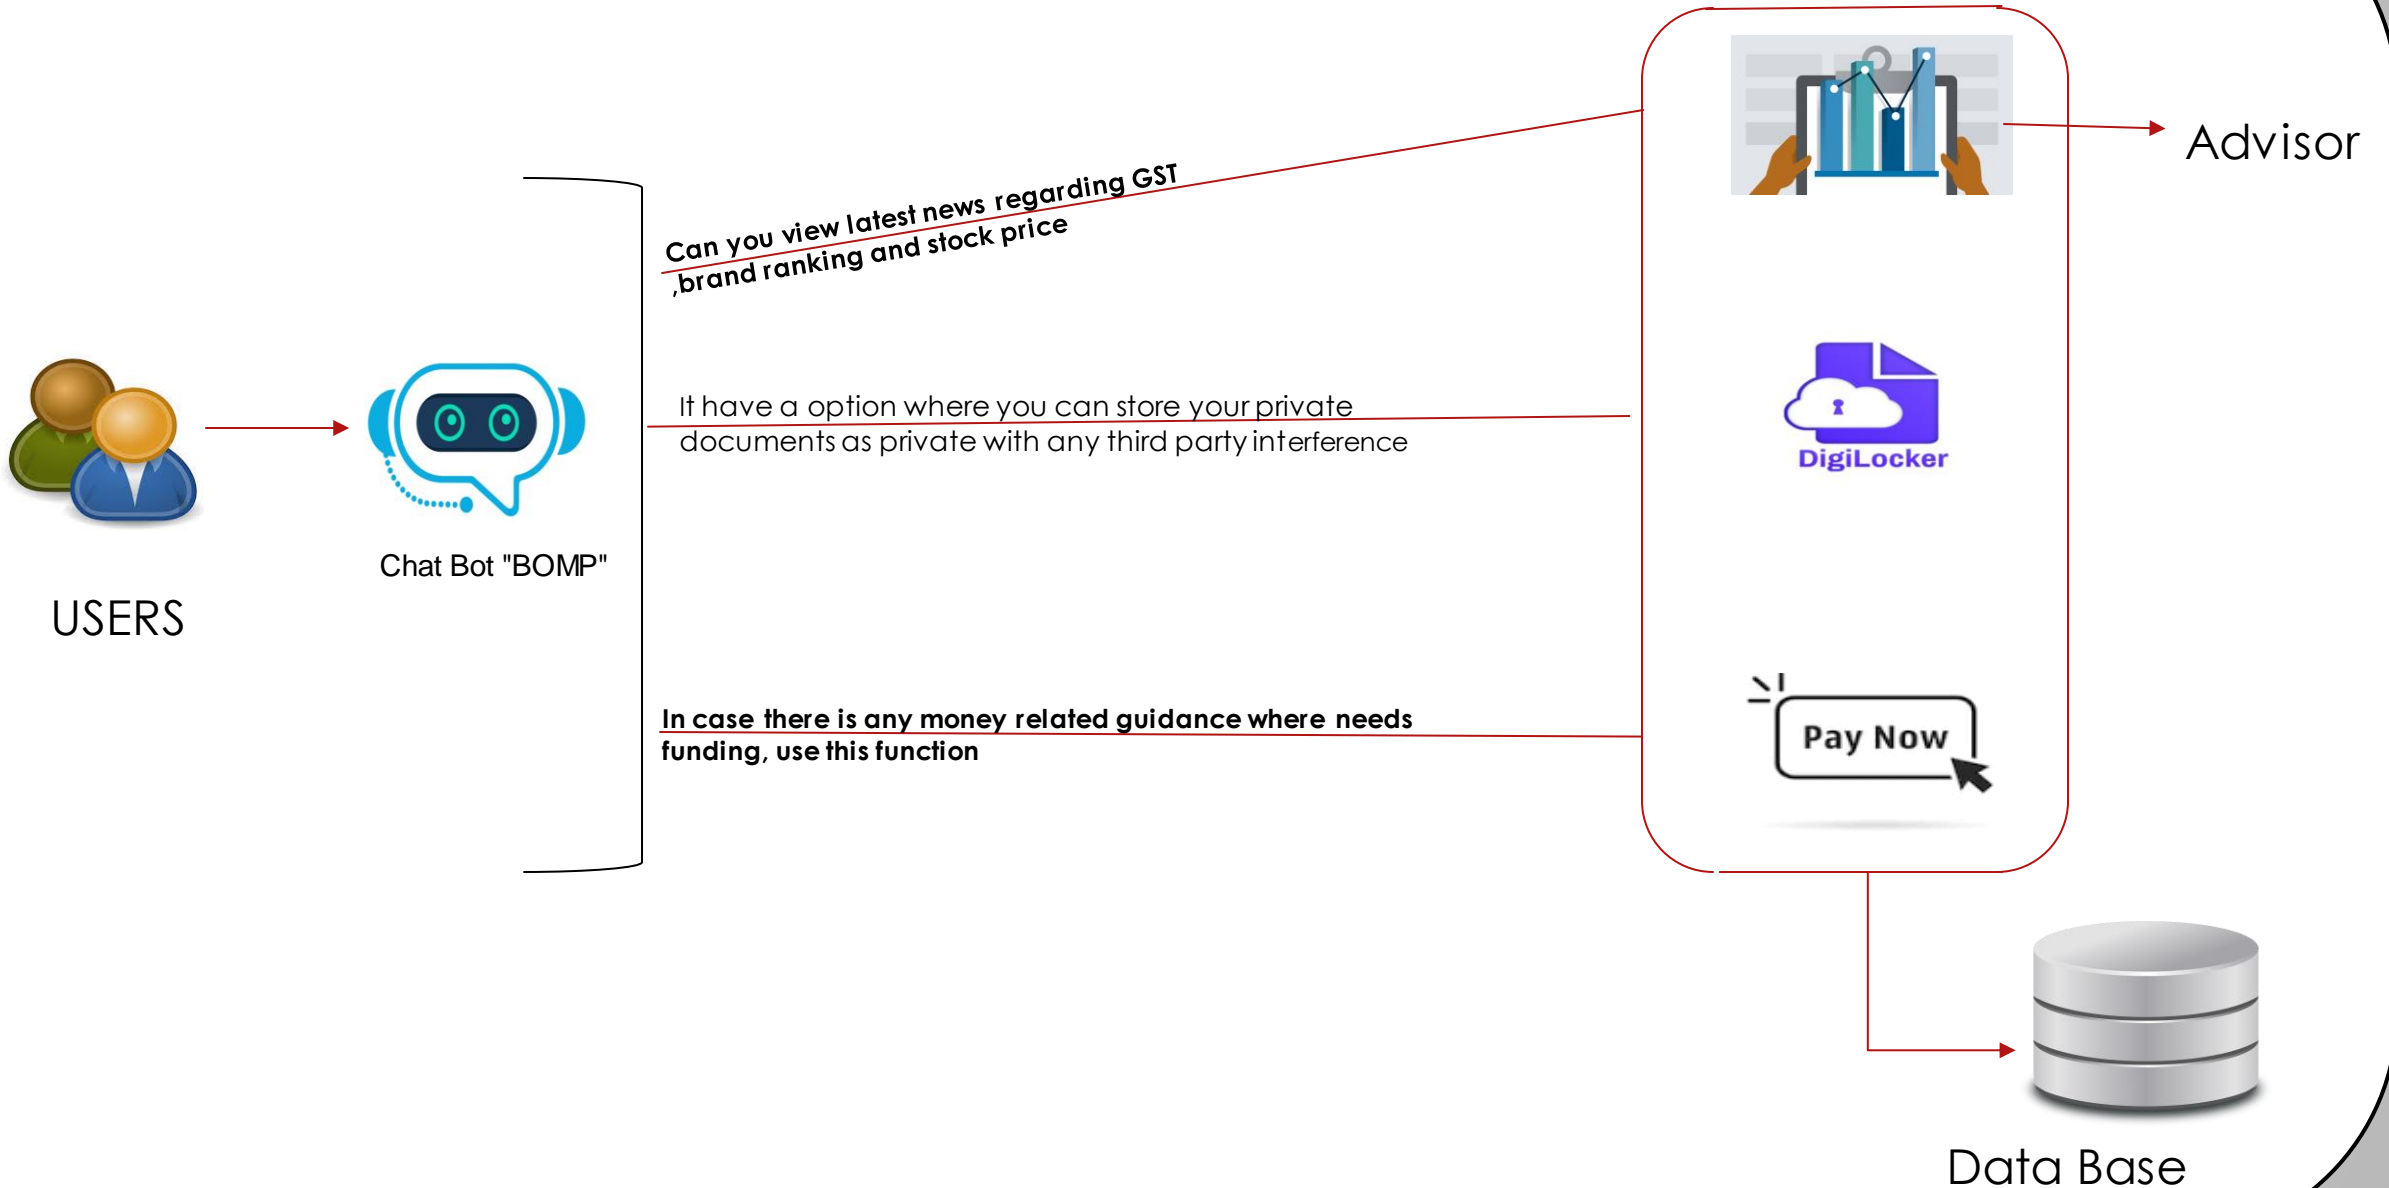 Advisor
Can you view latest news regarding GST
,brand ranking and stock price
It have a option where you can store your private
documents as private with any third party interference
DigiLocker
Chat Bot "BOMP"
USERS
In case there is any money related guidance where needs
funding, use this function
Pay Now
Data Base